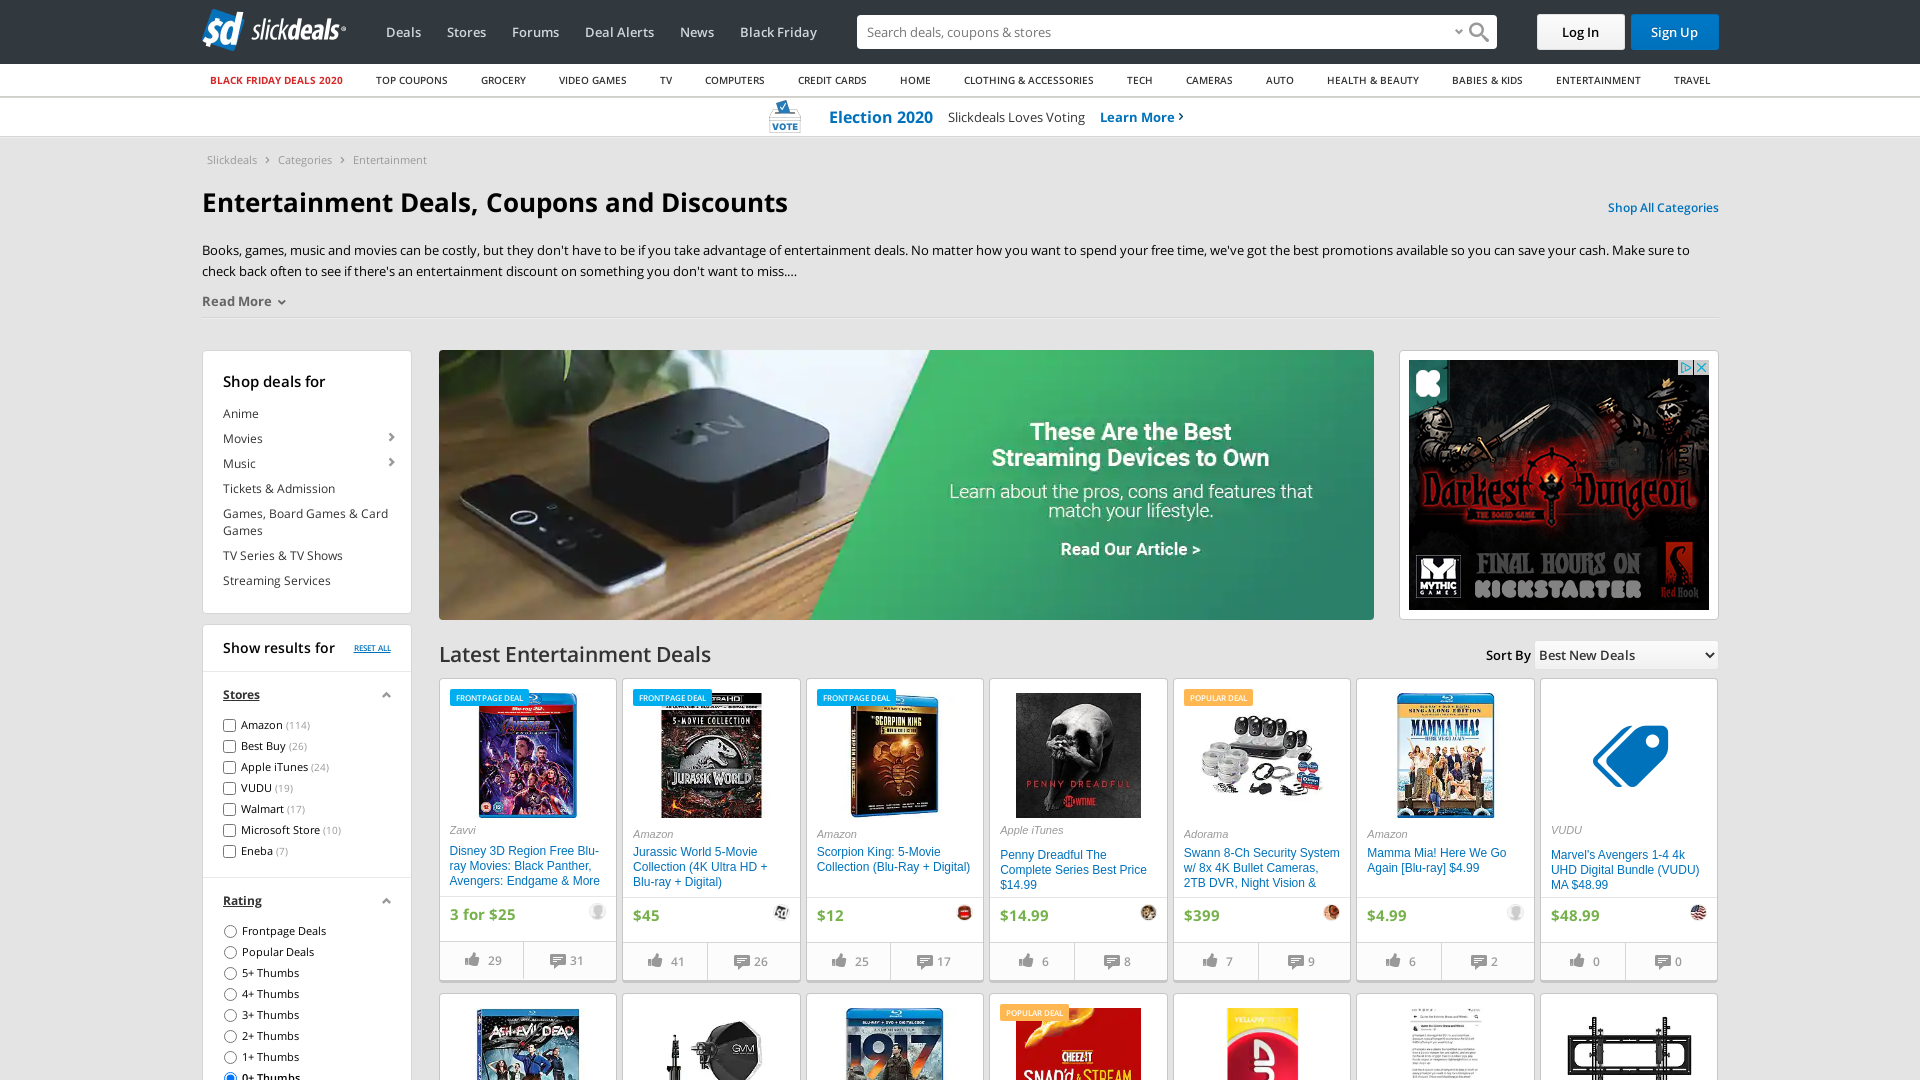 slickdeals
Deals
Stores
Forums
Deal Alerts
News
Black Friday
Search deals, coupons & stores
Log In
Sign Up
BLACK FRIDAY DEALS 2020
TOP COUPONS
GROCERY
VIDEO GAMES
TV
COMPUTERS
CREDIT CARDS
HOME
CLOTHING & ACCESSORIES
TECH
CAMERAS
AUTO
HEALTH & BEAUTY
BABIES & KIDS
ENTERTAINMENT
TRAVEL
VOTE
Election 2020
Slickdeals Loves Voting
Learn More
Slickdeals
Categories
Entertainment
Entertainment Deals, Coupons and Discounts
Shop All Categories
Books, games, music and movies can be costly, but they don't have to be if you take advantage of entertainment deals. No matter how you want to spend your free time, we've got the best promotions available so you can save your cash. Make sure to
check back often to see if there's an entertainment discount on something you don't want to miss....
Read More
Shop deals for
Anime
Movies
Music
Tickets & Admission
Games, Board Games & Card
Games
TV Series & TV Shows
Streaming Services
tv
These Are the Best
Streaming Devices to Own
Learn about the pros, cons and features that
match your lifestyle.
Read Our Article >
Darkest Dungeon
THE BOARD GAME
FINAL HOURS ON
KICKSTARTER
MYTHIC
GAMES
Red Hook
Show results for
RESET ALL
Stores
Amazon (114)
Best Buy (26)
Apple iTunes (24)
VUDU (19)
Walmart (17)
Microsoft Store (10)
Eneba (7)
Rating
Frontpage Deals
Popular Deals
5+ Thumbs
4+ Thumbs
3+ Thumbs
2+ Thumbs
1+ Thumbs
0+ Thumbs
Latest Entertainment Deals
Sort By
Best New Deals
FRONTPAGE DEAL
Zavvi
Disney 3D Region Free Blu-
ray Movies: Black Panther,
Avengers: Endgame & More
3 for $25
29
31
FRONTPAGE DEAL
5-MOVIE COLLECTION
JURASSIC WORLD
Amazon
Jurassic World 5-Movie
Collection (4K Ultra HD +
Blu-ray + Digital)
$45
41
26
FRONTPAGE DEAL
SCORPION KING
Amazon
Scorpion King: 5-Movie
Collection (Blu-Ray + Digital)
$12
25
17
PENNY DREADFUL
SHOWTIME
Apple iTunes
Penny Dreadful The
Complete Series Best Price
$14.99
$14.99
6
8
POPULAR DEAL
Adorama
Swann 8-Ch Security System
w/ 8x 4K Bullet Cameras,
2TB DVR, Night Vision &
$399
7
9
SING-ALONG EDITION
MAMMA MIA!
HERE WE GO AGAIN
Amazon
Mamma Mia! Here We Go
Again [Blu-ray] $4.99
$4.99
6
2
VUDU
Marvel's Avengers 1-4 4k
UHD Digital Bundle (VUDU)
MA $48.99
$48.99
0
0
ASH VS EVIL DEAD
GVM
1917
POPULAR DEAL
CHEEZ-IT
SNAP'd & STREAM